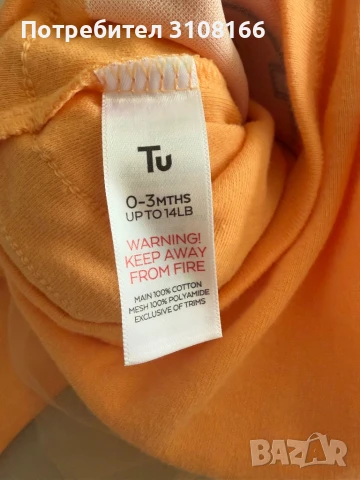 Потребител 3108166
Tu
0-3MTHS
UP TO 14LB
WARNING!
KEEP AWAY
FROM FIRE
MAIN 100% COTTON
MESH 100% POLYAMIDE
EXCLUSIVE OF TRIMS
BAZAR